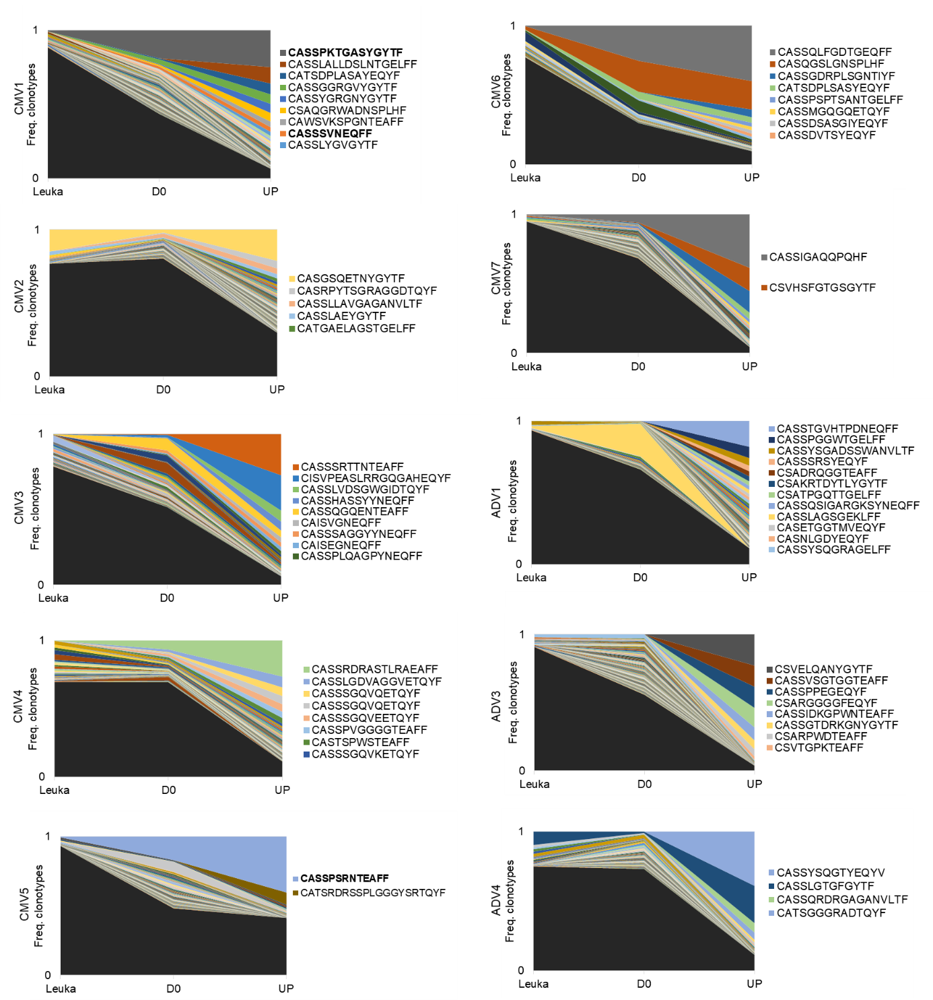 CMV1
Freq. clonotypes
1
0
Leuka D0 UP
CASSPKTGASYGYTF
CASSLALLDSLNTGELFF
CATSDPLASAYEQYF
CASSGGRGVYGYTF
CASSYGRGNYGYTF
CSAQGRWADNSPLHF
CAWSVKSPGNTEAFF
CASSSVNEQFF
CASSLYGVGYTF
CMV6
Freq. clonotypes
1
0
Leuka D0 UP
CASSQLFGDTGEQFF
CASQGSLGNSPLHF
CASSGDRPLSGNTIYF
CATSDPLSASYEQYF
CASSPSPTSANTGELFF
CASSMGQGQETQYF
CASSDSASGIYEQYF
CASSDVTSYEQYF
CMV2
Freq. clonotypes
1
0
Leuka D0 UP
CASGSQETNYGYTF
CASRPYTSGRAGGDTQYF
CASSLLAVGAGANVLTF
CASSLAEYGYTF
CATGAELAGSTGELFF
CMV7
Freq. clonotypes
1
0
Leuka D0 UP
CASSIGAQQPQHF
CSVHSFGTGSGYTF
CMV3
Freq. clonotypes
1
0
Leuka D0 UP
CASSSRTTNTEAFF
CISVPEASLRRGQGAHEQYF
CASSLVDSGWGIDTQYF
CASSHASSYYNEQFF
CASSQGQENTEAFF
CAISVGNEQFF
CASSSAGGYYNEQFF
CAISEGNEQFF
CASSPLQAGPYNEQFF
ADV1
Freq. clonotypes
1
0
Leuka D0 UP
CASSTGVHTPDNEQFF
CASSPGGWTGELFF
CASSYSGADSSWANVLTF
CASSSRSYEQYF
CSADRQGGTEAFF
CSAKRTDYTLYGYTF
CSATPGQTTGELFF
CASSQSIGARGKSYNEQFF
CASSLAGSGEKLFF
CASETGGTMVEQYF
CASNLGDYEQYF
CASSYSQGRAGELFF
CMV4
Freq. clonotypes
1
0
Leuka D0 UP
CASSRDRASTLRAEAFF
CASSLGDVAGGVETQYF
CASSSGQVQETQYF
CASSSGQVQETQYF
CASSSGQVEETQYF
CASSPVGGGGTEAFF
CASTSPWSTEAFF
CASSSGQVKETQYF
ADV3
Freq. clonotypes
1
0
Leuka D0 UP
CSVELQANYGYTF
CASSVSGTGGTEAFF
CASSPPEGEQYF
CSARGGGGFEQYF
CASSIDKGPWNTEAFF
CASSGTDRKGNYGYTF
CSARPWDTEAFF
CSVTGPKTEAFF
CMV5
Freq. clonotypes
1
0
Leuka D0 UP
CASSPSRNTEAFF
CATSRDRSSPLGGGYSRTQYF
ADV4
Freq. clonotypes
1
0
Leuka D0 UP
CASSYSQGTYEQYV
CASSLGTGFGYTF
CASSQRDRGAGANVLTF
CATSGGGRADTQYF